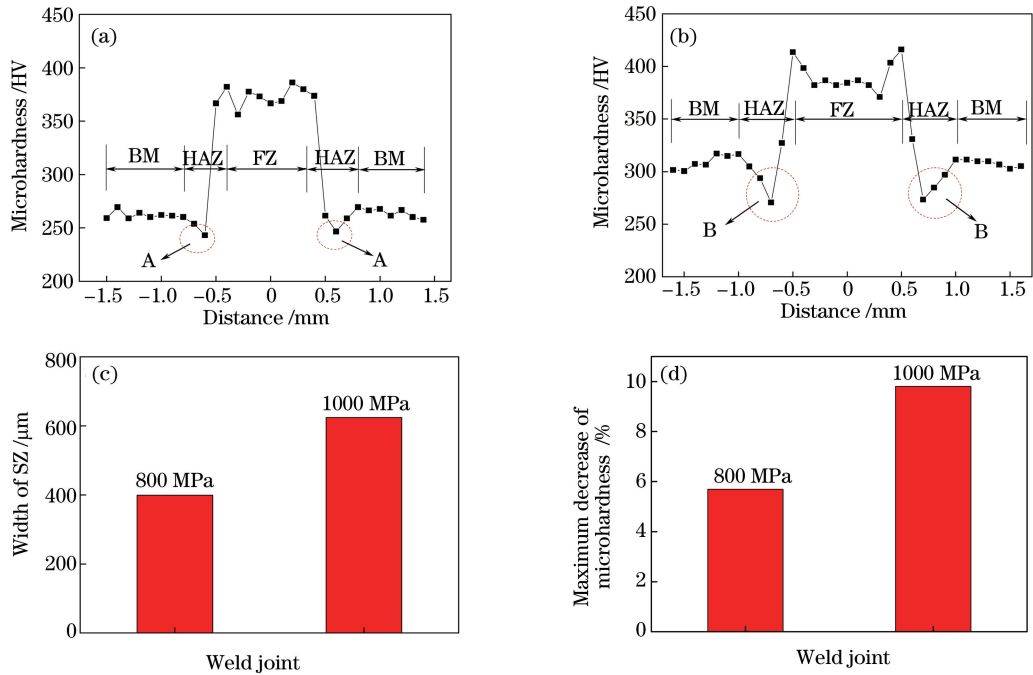 (a)
450
400
350
300
250
200
Microhardness /HV
BM HAZ FZ HAZ BM
A A
−1.5 −1.0 −0.5 0 0.5 1.0 1.5
Distance /mm
(b)
450
400
350
300
250
200
Microhardness /HV
BM HAZ FZ HAZ BM
B B
−1.5 −1.0 −0.5 0 0.5 1.0 1.5
Distance /mm
(c)
800
600
400
200
0
Width of SZ /μm
800 MPa
1000 MPa
Weld joint
(d)
10
8
6
4
2
0
Maximum decrease of
microhardness /%
800 MPa
1000 MPa
Weld joint